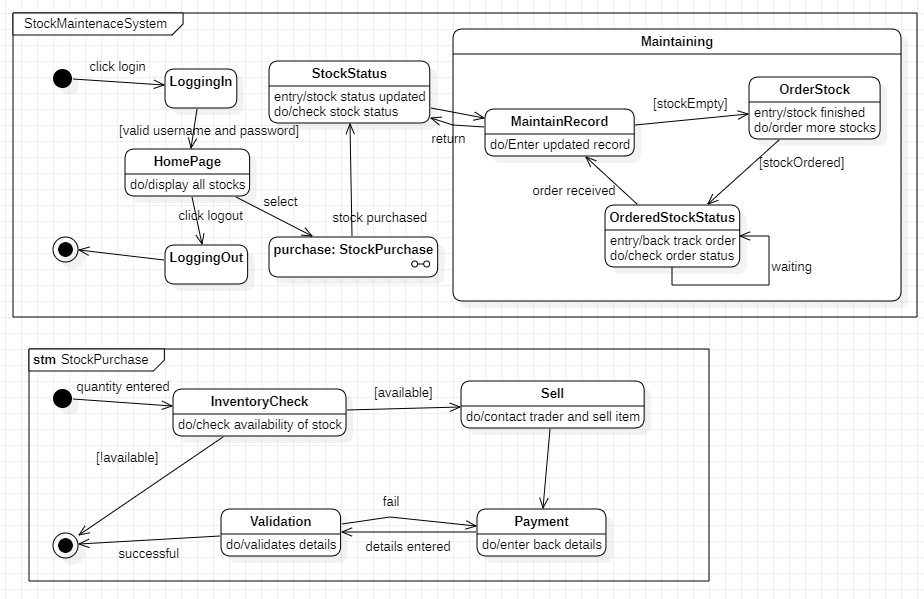 StockMaintenaceSystem
Maintaining
click login
LoggingIn
StockStatus
entry/stock status updated
do/check stock status
OrderStock
entry/stock finished
do/order more stocks
[stockEmpty]
MaintainRecord
do/Enter updated record
return
[valid username and password]
HomePage
do/display all stocks
[stockOrdered]
order received
select
click logout
stock purchased
OrderedStockStatus
entry/back track order
do/check order status
waiting
LoggingOut
purchase: StockPurchase
stm StockPurchase
quantity entered
InventoryCheck
do/check availability of stock
[available]
Sell
do/contact trader and sell item
[!available]
fail
Validation
do/validates details
Payment
do/enter back details
details entered
successful